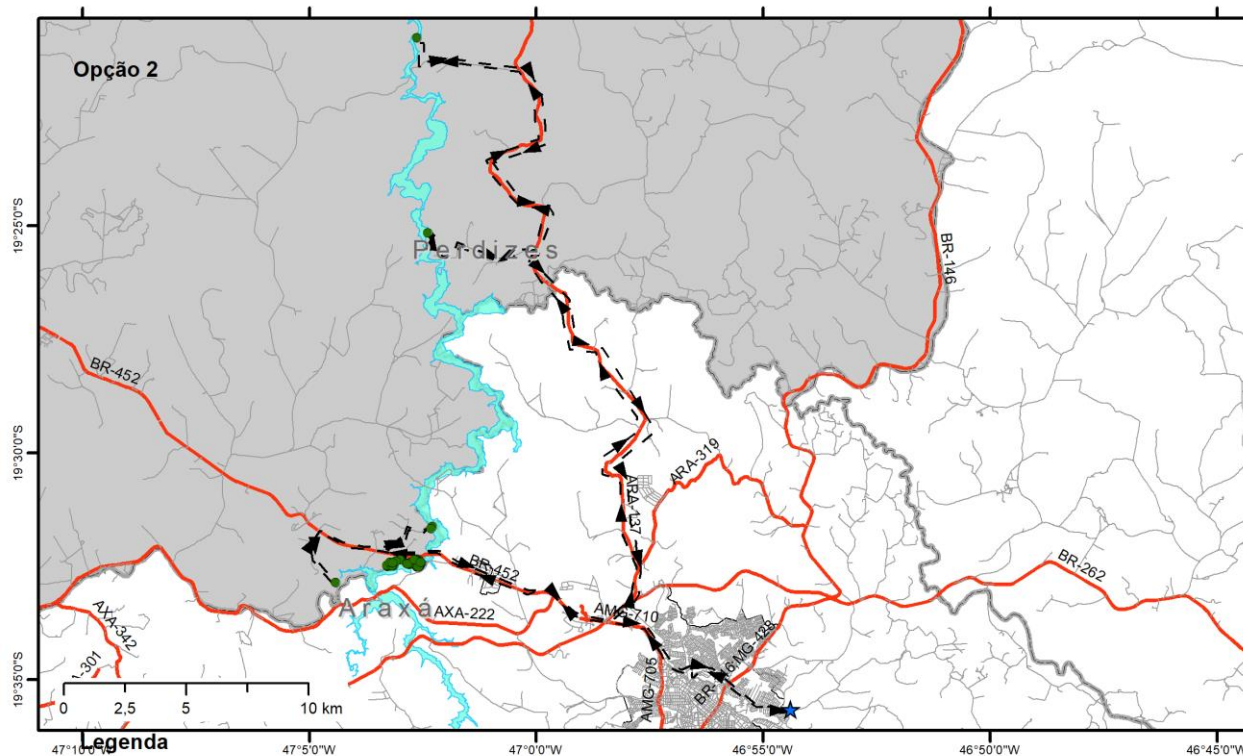 Opção 2
BR-146
19°25'0"S
Perdizes
BR-452
19°30'0"S
ARA-319
ARA-137
BR-452
BR-262
Araxá
AXA-222
AMG-710
AXA-342
-301
AMG-705
BR-146;MG-428
19°35'0"S
0 2,5 5 10 km
Legenda
47°10'0"W 47°5'0"W 47°0'0"W 46°55'0"W 46°50'0"W 46°45'0"W